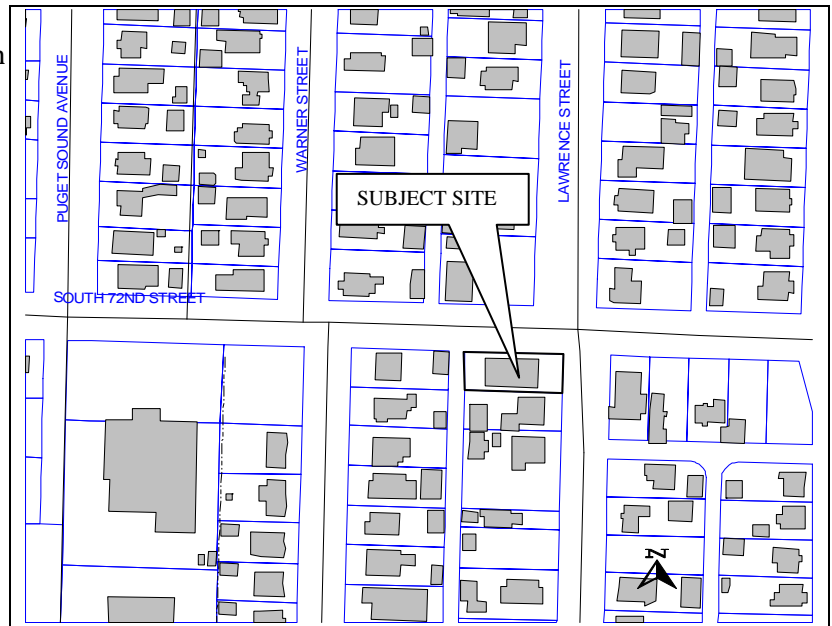 PUGET SOUND AVENUE
WARNER STREET
LAWRENCE STREET
SUBJECT SITE
SOUTH 72ND STREET
N